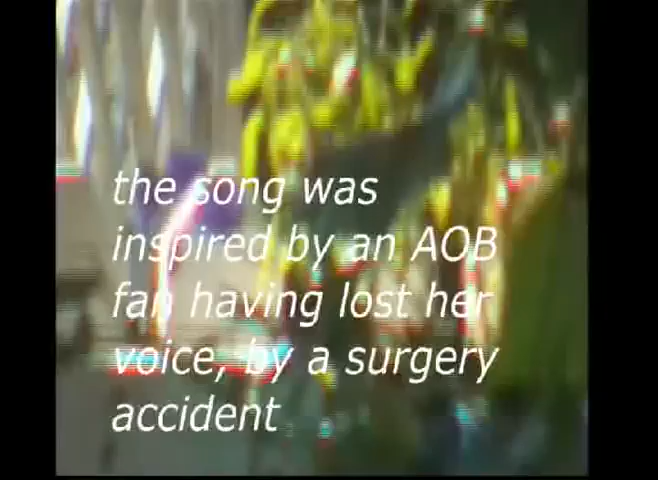 the song was
inspired by an AOB
fan having lost her
voice, by a surgery
accident